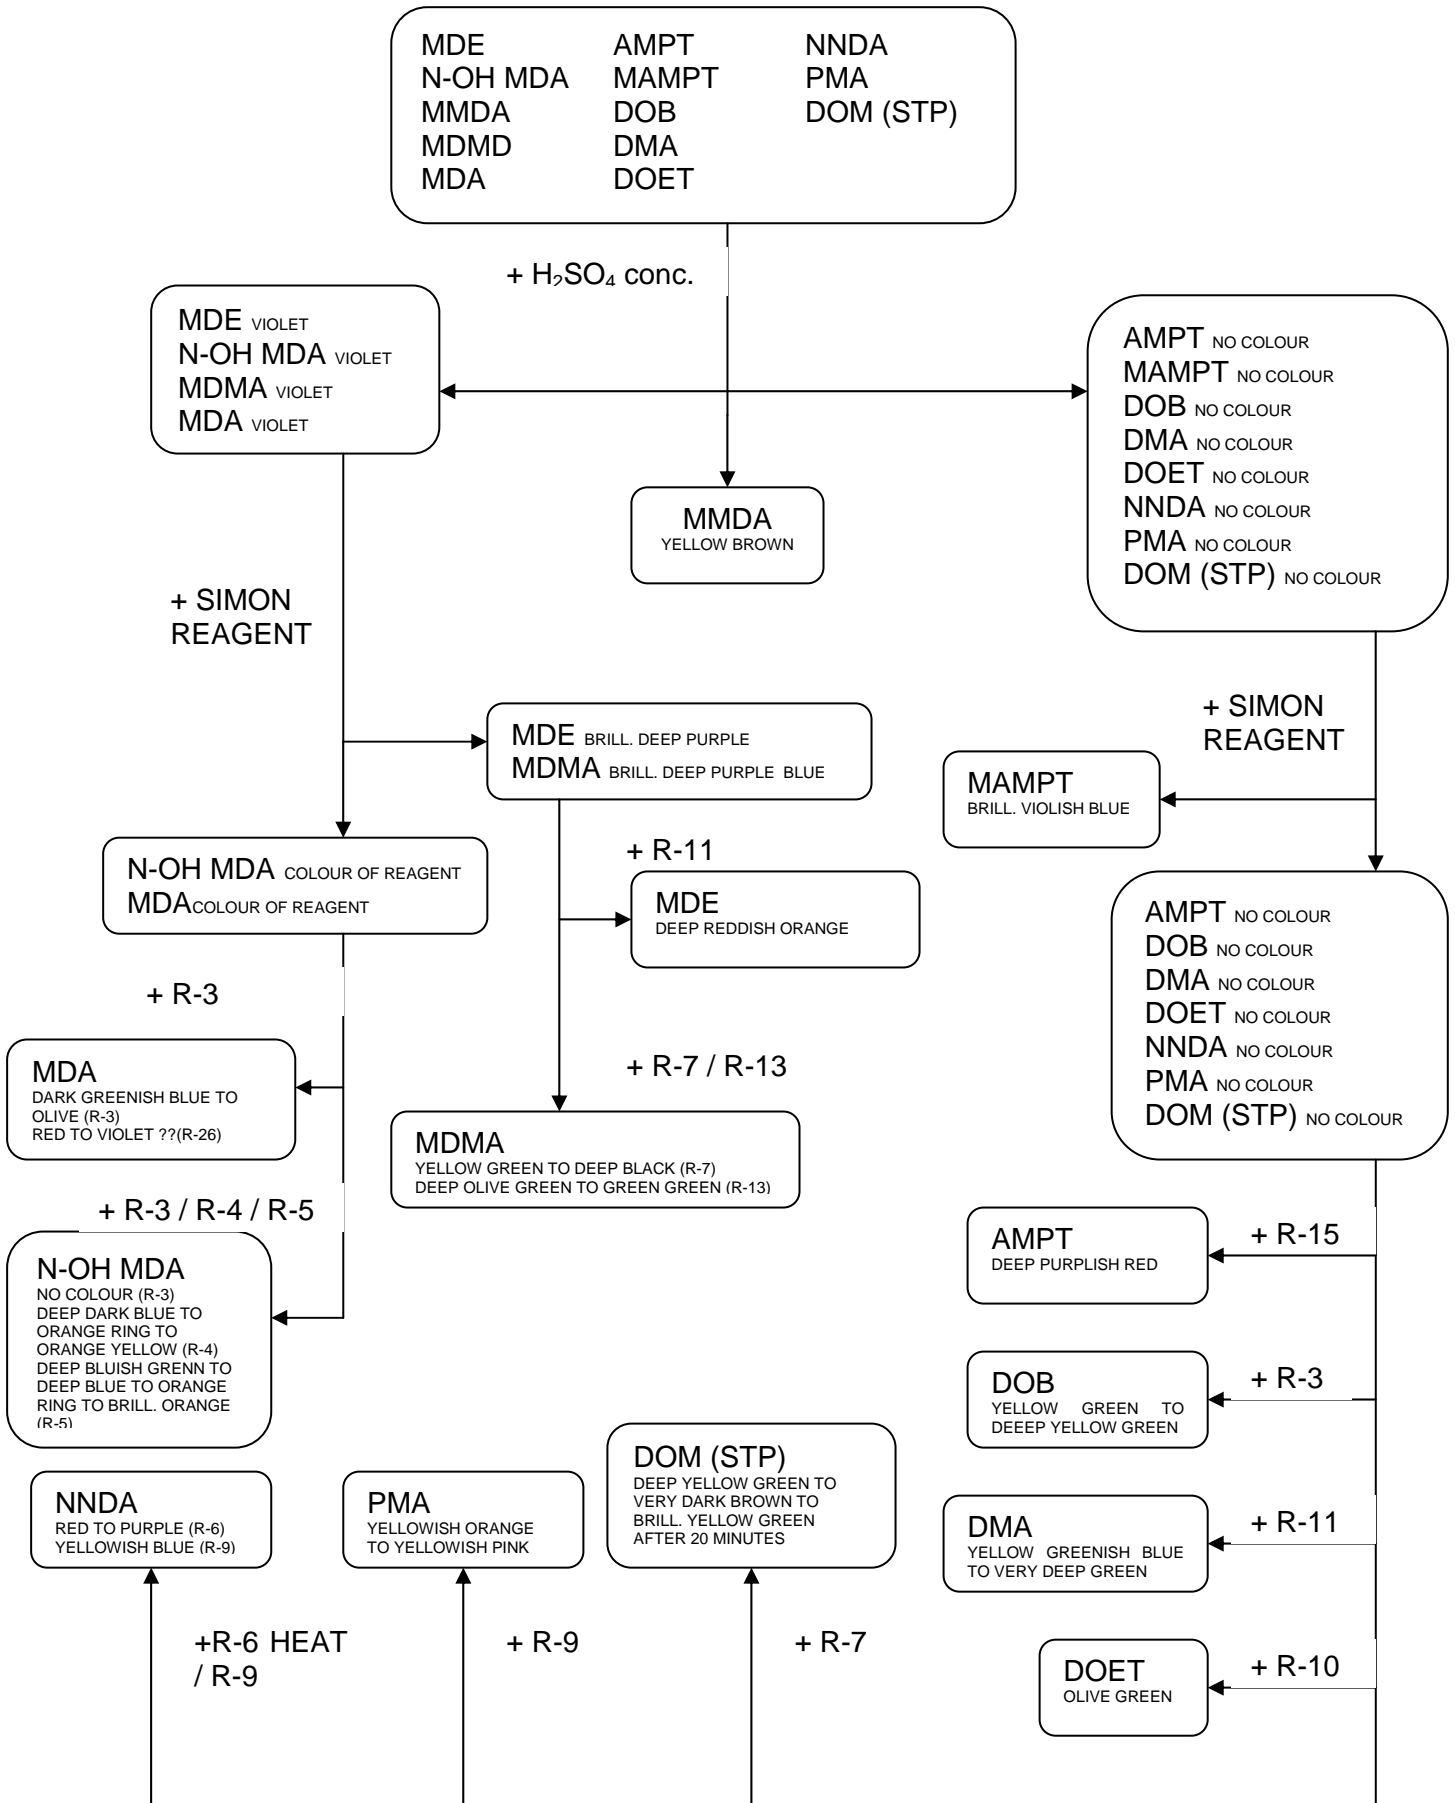 MDE
N-OH MDA
MMDA
MDMD
MDA
AMPT
MAMPT
DOB
DMA
DOET
NNDA
PMA
DOM (STP)
+ H₂SO₄ conc.
MDE VIOLET
N-OH MDA VIOLET
MDMA VIOLET
MDA VIOLET
MMDA
YELLOW BROWN
AMPT NO COLOUR
MAMPT NO COLOUR
DOB NO COLOUR
DMA NO COLOUR
DOET NO COLOUR
NNDA NO COLOUR
PMA NO COLOUR
DOM (STP) NO COLOUR
+ SIMON
REAGENT
MDE BRILL. DEEP PURPLE
MDMA BRILL. DEEP PURPLE BLUE
+ SIMON
REAGENT
MAMPT
BRILL. VIOLISH BLUE
N-OH MDA COLOUR OF REAGENT
MDACOLOUR OF REAGENT
+ R-11
MDE
DEEP REDDISH ORANGE
AMPT NO COLOUR
DOB NO COLOUR
DMA NO COLOUR
DOET NO COLOUR
NNDA NO COLOUR
PMA NO COLOUR
DOM (STP) NO COLOUR
+ R-3
MDA
DARK GREENISH BLUE TO
OLIVE (R-3)
RED TO VIOLET ??(R-26)
+ R-7 / R-13
MDMA
YELLOW GREEN TO DEEP BLACK (R-7)
DEEP OLIVE GREEN TO GREEN GREEN (R-13)
+ R-3 / R-4 / R-5
N-OH MDA
NO COLOUR (R-3)
DEEP DARK BLUE TO
ORANGE RING TO
ORANGE YELLOW (R-4)
DEEP BLUISH GRENN TO
DEEP BLUE TO ORANGE
RING TO BRILL. ORANGE
(R-5)
AMPT
DEEP PURPLISH RED
+ R-15
DOB
YELLOW GREEN TO
DEEEP YELLOW GREEN
+ R-3
NNDA
RED TO PURPLE (R-6)
YELLOWISH BLUE (R-9)
PMA
YELLOWISH ORANGE
TO YELLOWISH PINK
DOM (STP)
DEEP YELLOW GREEN TO
VERY DARK BROWN TO
BRILL. YELLOW GREEN
AFTER 20 MINUTES
DMA
YELLOW GREENISH BLUE
TO VERY DEEP GREEN
+ R-11
+R-6 HEAT
/ R-9
+ R-9
+ R-7
DOET
OLIVE GREEN
+ R-10